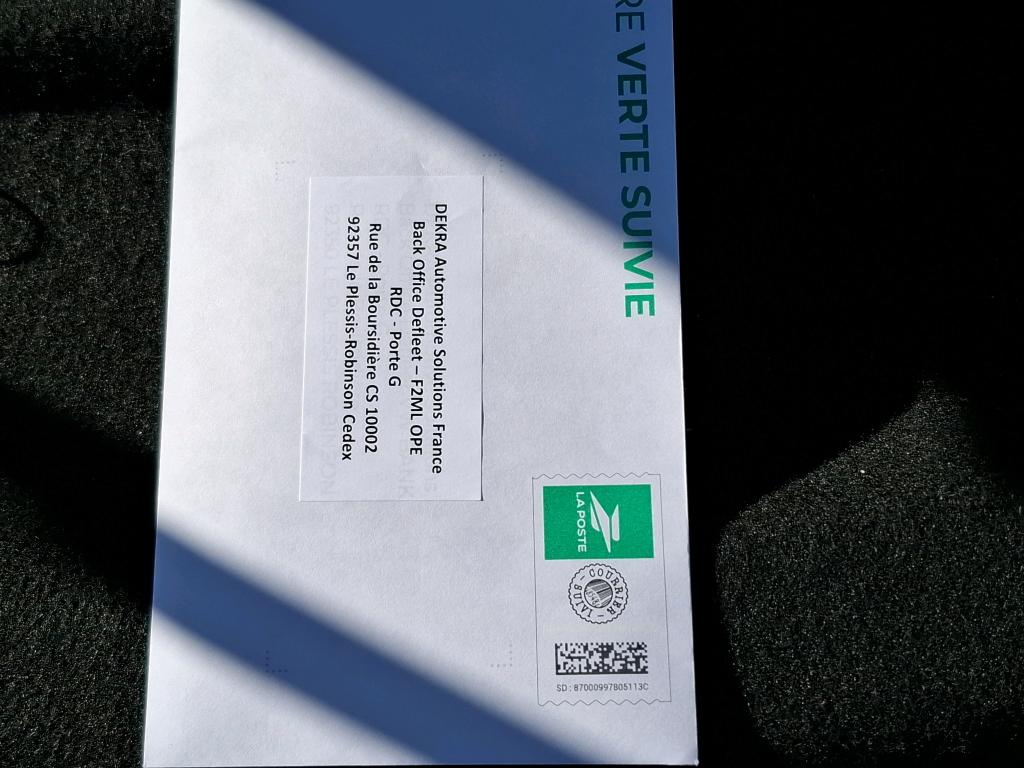 RE VERTE SUIVIE
DEKRA Automotive Solutions France
Back Office Defleet – F2ML OPE
RDC - Porte G
Rue de la Boursidière CS 10002
92357 Le Plessis-Robinson Cedex
LA POSTE
COURRIER
SD : 87000997805113C